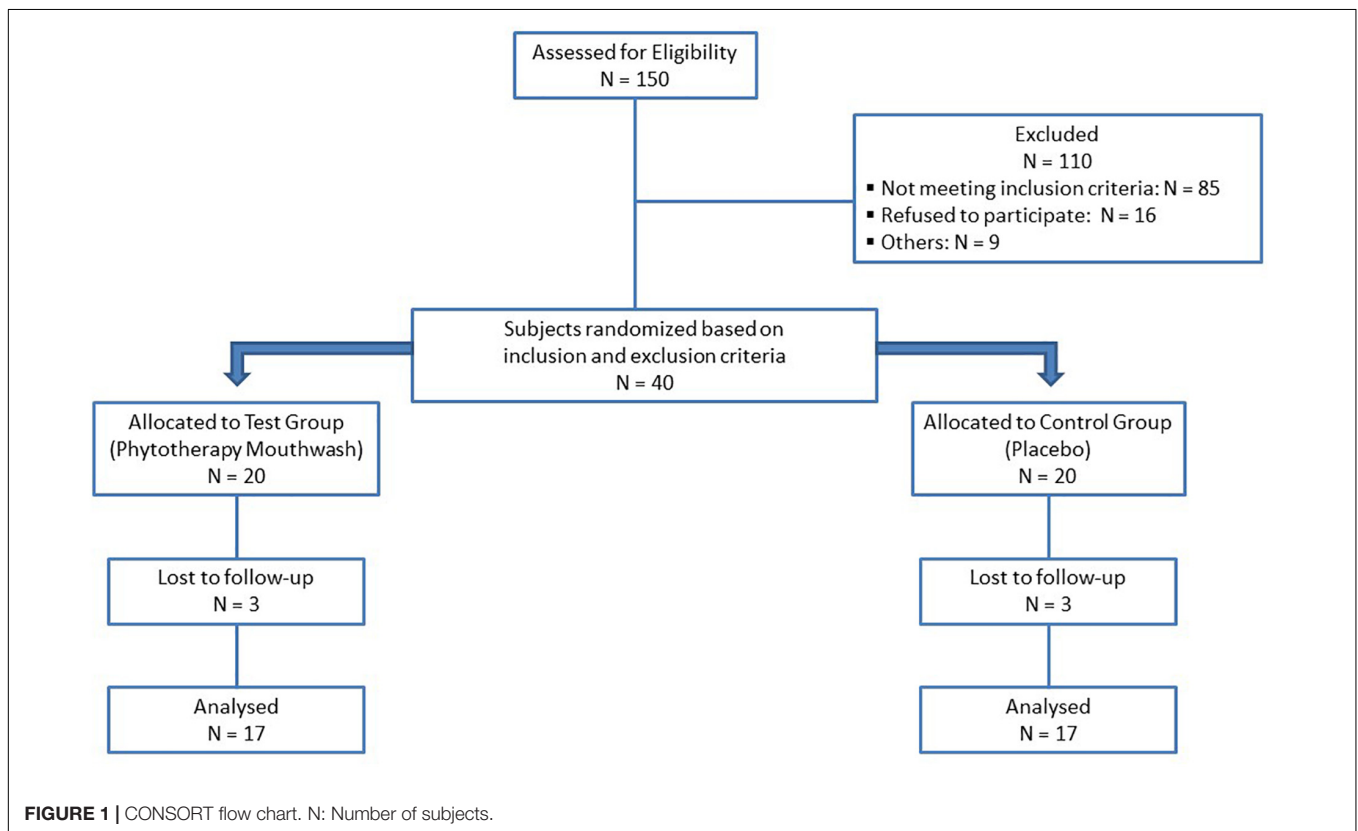 Assessed for Eligibility
N = 150
Excluded
N = 110
▪ Not meeting inclusion criteria: N = 85
▪ Refused to participate:  N = 16
▪ Others: N = 9
Subjects randomized based on
inclusion and exclusion criteria
N = 40
Allocated to Test Group
(Phytotherapy Mouthwash)
N = 20
Allocated to Control Group
(Placebo)
N = 20
Lost to follow-up
N = 3
Lost to follow-up
N = 3
Analysed
N = 17
Analysed
N = 17
FIGURE 1 | CONSORT flow chart. N: Number of subjects.